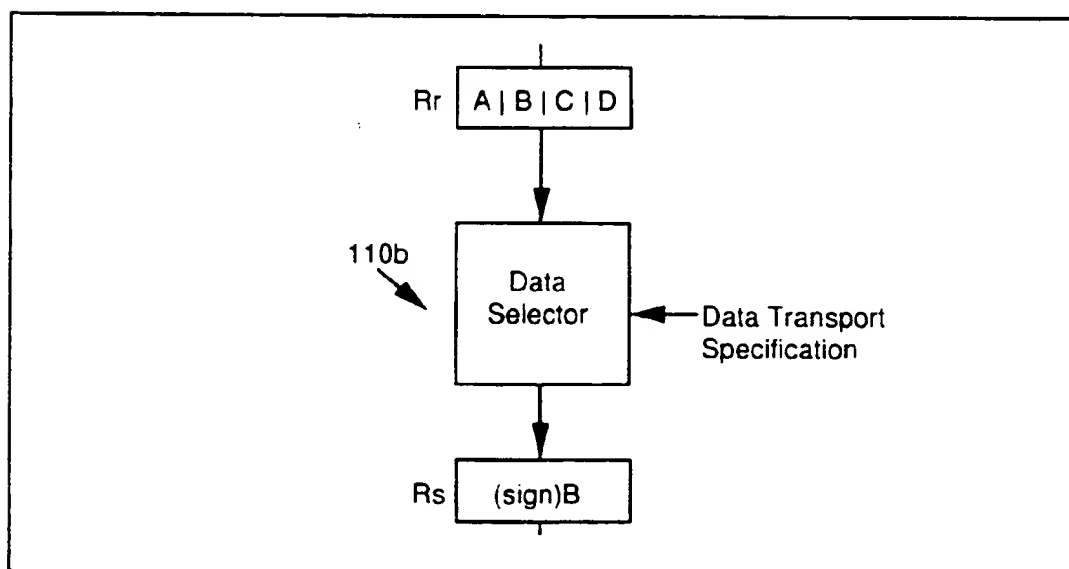 Rr A | B | C | D
110b
Data
Selector
Data Transport
Specification
Rs (sign)B